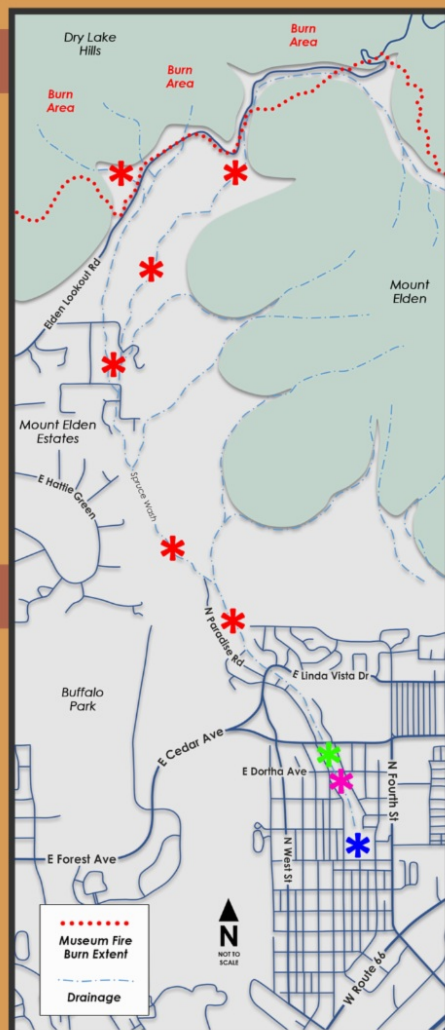 Dry Lake
Hills
Burn
Area
Burn
Area
Burn
Area
Elden Lookout Rd
Mount
Elden
Mount Elden
Estates
E Hattie Green
Spruce Wash
N Paradise Rd
E Linda Vista Dr
Buffalo
Park
E Cedar Ave
E Dortha Ave
N Fourth St
N West St
E Forest Ave
N
NOT TO
SCALE
W Route 66
Museum Fire
Burn Extent
Drainage